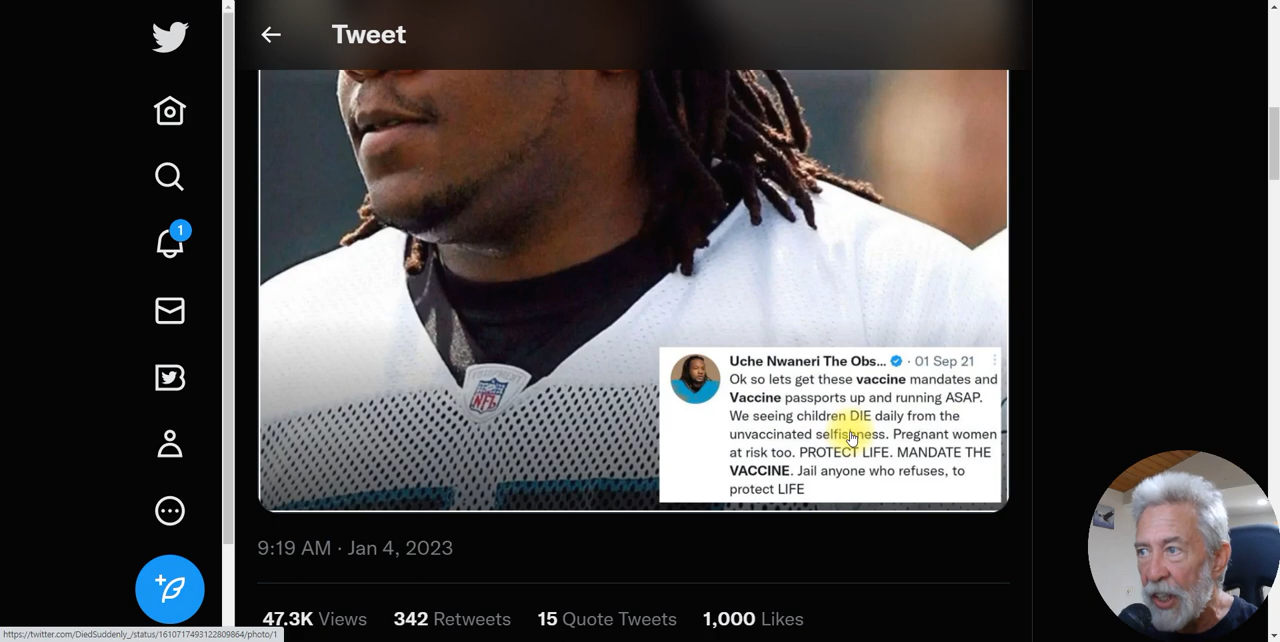 Tweet
1
NFL
Uche Nwaneri The Obs... · 01 Sep 21
Ok so lets get these vaccine mandates and
Vaccine passports up and running ASAP.
We seeing children DIE daily from the
unvaccinated selfishness. Pregnant women
at risk too. PROTECT LIFE. MANDATE THE
VACCINE. Jail anyone who refuses, to
protect LIFE
9:19 AM · Jan 4, 2023
47.3K Views 342 Retweets 15 Quote Tweets 1,000 Likes
https://twitter.com/DiedSuddenly_/status/1610717493122809864/photo/1